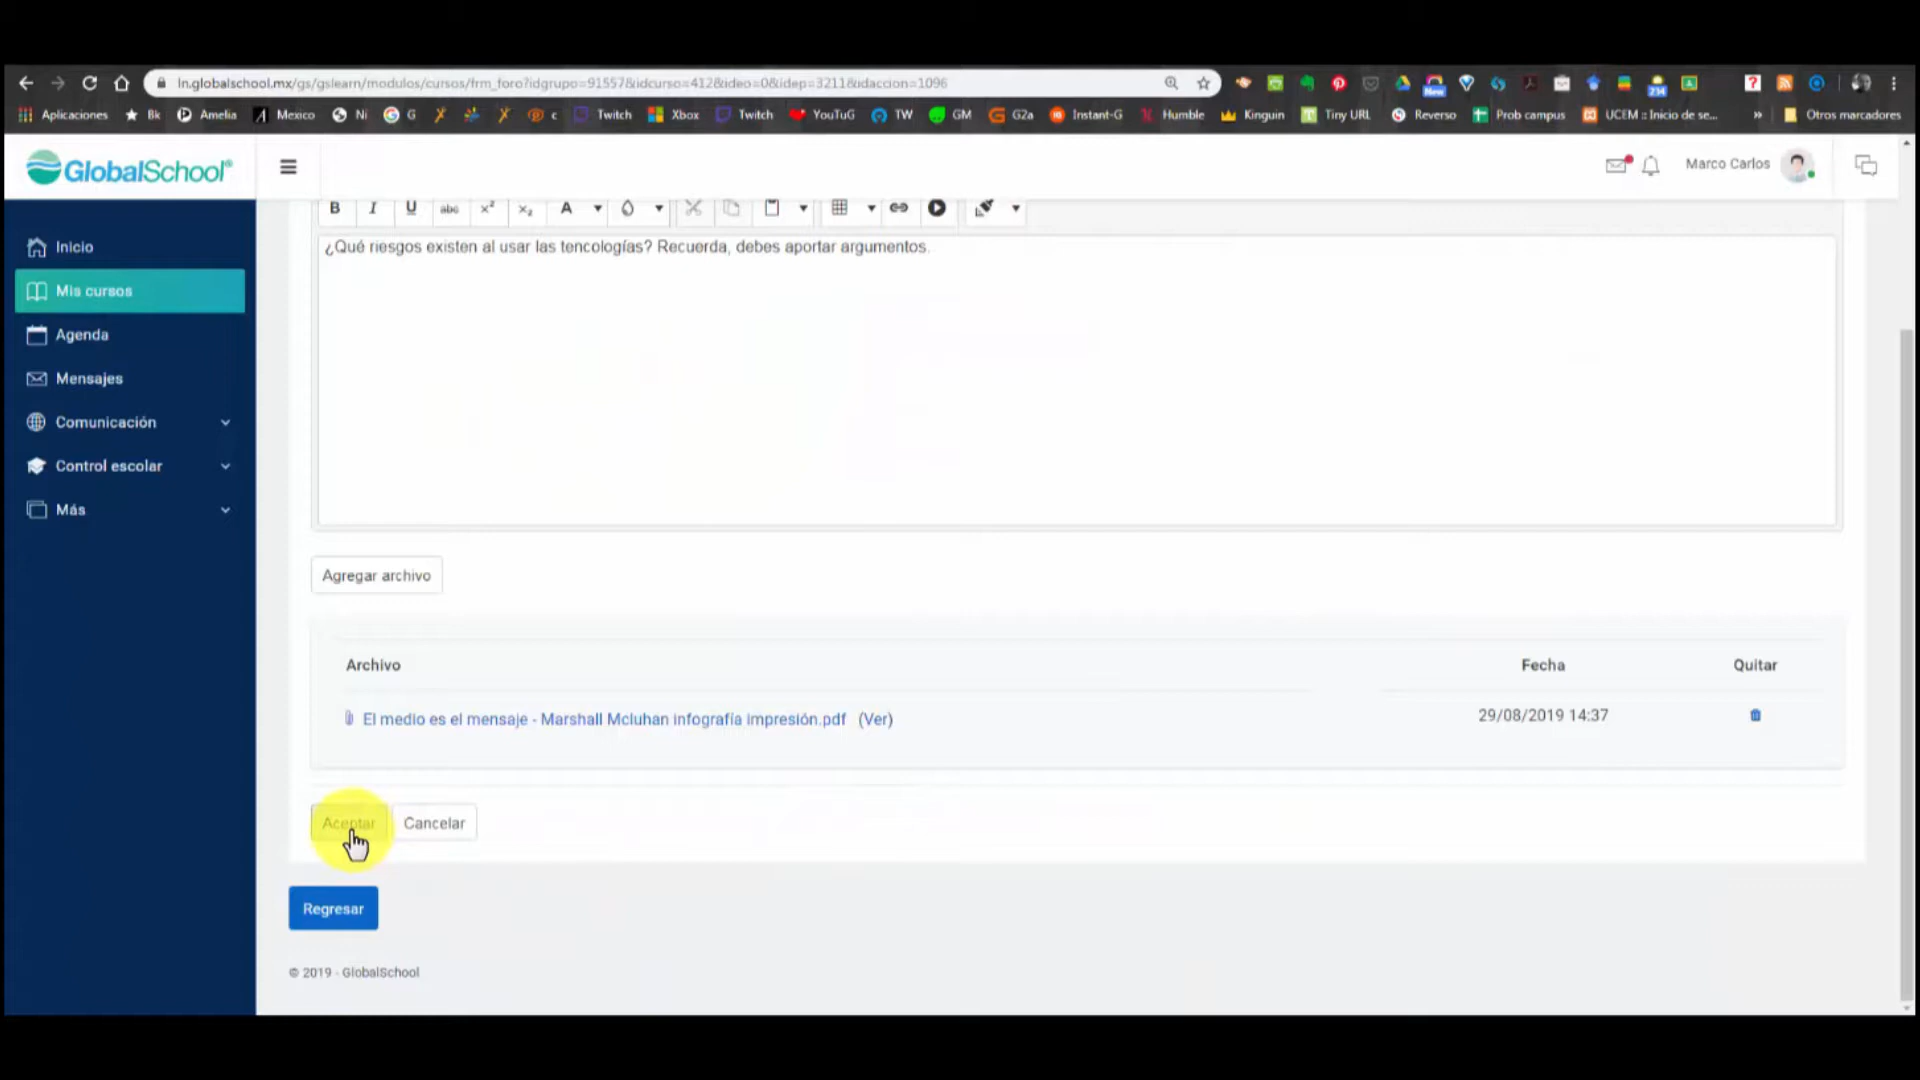 ln.globalschool.mx/gs/gslearn/modulos/cursos/frm_foro?idgrupo=91557&idcurso=412&ideo=0&idep=3211&idaccion=1096
New
234
Aplicaciones Bk Amelia Mexico Ni G c Twitch Xbox Twitch YouTuG TW GM G2a Instant-G Humble Kinguin Tiny URL Reverso Prob campus UCEM :: Inicio de se... » Otros marcadores
GlobalSchool®
Marco Carlos
B I U abc x² x₂ A
Inicio
Mis cursos
Agenda
Mensajes
Comunicación
Control escolar
Más
¿Qué riesgos existen al usar las tencologías? Recuerda, debes aportar argumentos.
Agregar archivo
Archivo Fecha Quitar
El medio es el mensaje - Marshall Mcluhan infografía impresión.pdf (Ver) 29/08/2019 14:37
Aceptar Cancelar
Regresar
© 2019 - GlobalSchool